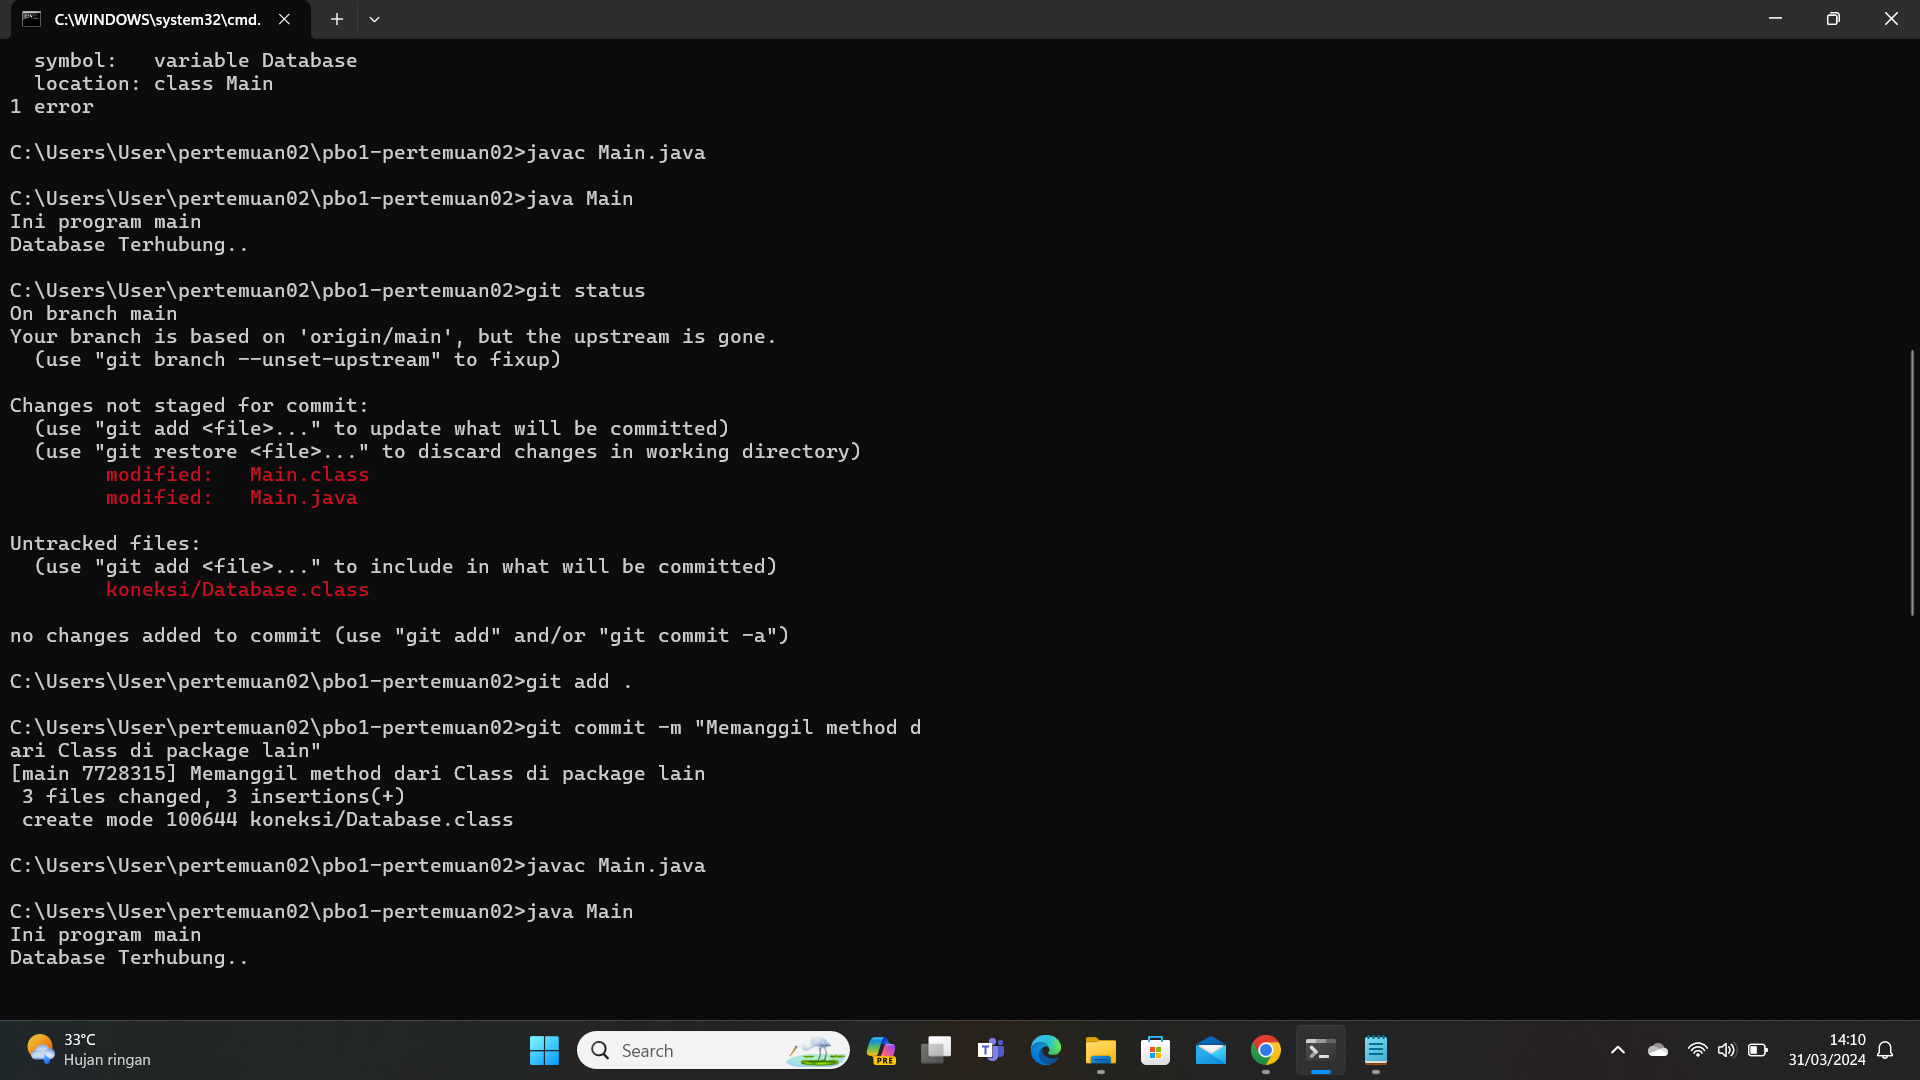 C:\WINDOWS\system32\cmd.
  symbol:   variable Database
  location: class Main
1 error

C:\Users\User\pertemuan02\pbo1-pertemuan02>javac Main.java

C:\Users\User\pertemuan02\pbo1-pertemuan02>java Main
Ini program main
Database Terhubung..

C:\Users\User\pertemuan02\pbo1-pertemuan02>git status
On branch main
Your branch is based on 'origin/main', but the upstream is gone.
  (use "git branch --unset-upstream" to fixup)

Changes not staged for commit:
  (use "git add <file>..." to update what will be committed)
  (use "git restore <file>..." to discard changes in working directory)
        modified:   Main.class
        modified:   Main.java

Untracked files:
  (use "git add <file>..." to include in what will be committed)
        koneksi/Database.class

no changes added to commit (use "git add" and/or "git commit -a")

C:\Users\User\pertemuan02\pbo1-pertemuan02>git add .

C:\Users\User\pertemuan02\pbo1-pertemuan02>git commit -m "Memanggil method d
ari Class di package lain"
[main 7728315] Memanggil method dari Class di package lain
 3 files changed, 3 insertions(+)
 create mode 100644 koneksi/Database.class

C:\Users\User\pertemuan02\pbo1-pertemuan02>javac Main.java

C:\Users\User\pertemuan02\pbo1-pertemuan02>java Main
Ini program main
Database Terhubung..

33°C
Hujan ringan
Search
PRE
14:10
31/03/2024